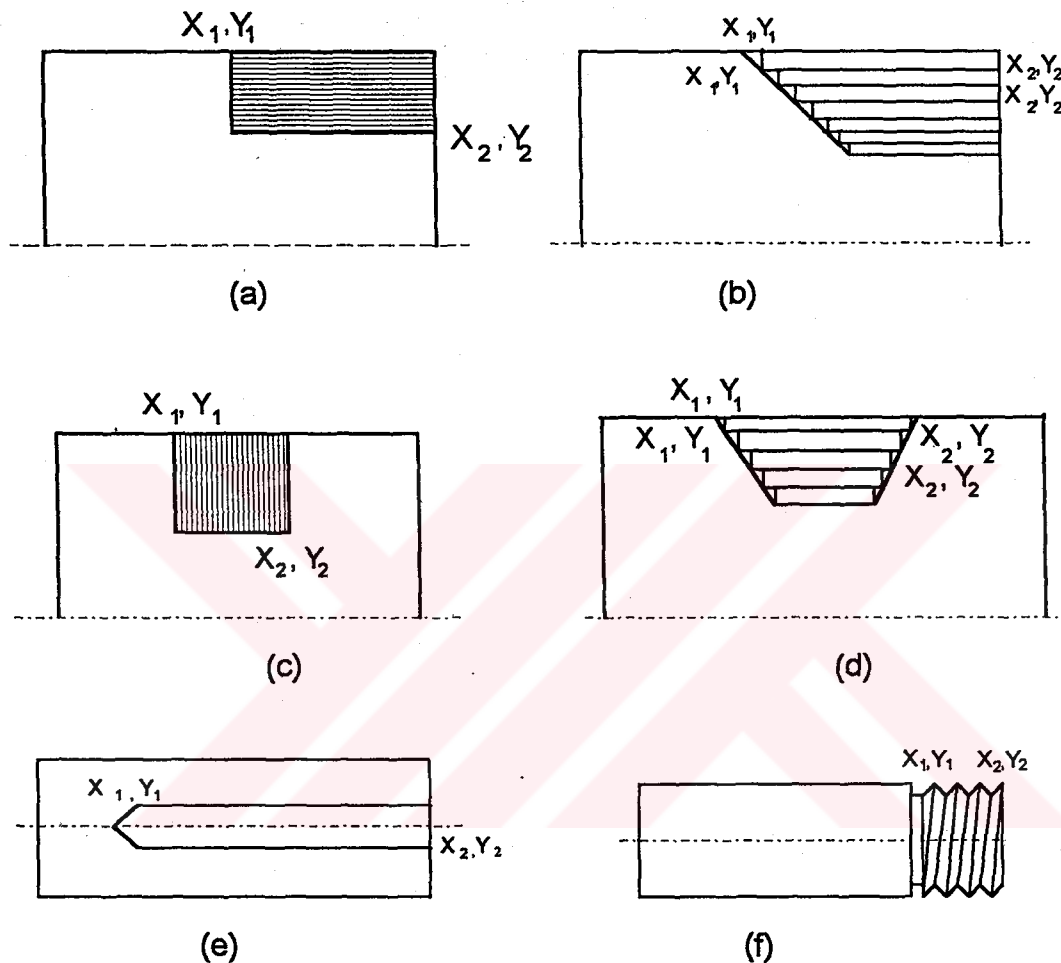 X1, Y1
X2, Y2
(a)
X1, Y1
X1, Y1
X2, Y2
X2, Y2
(b)
X1, Y1
X2, Y2
(c)
X1, Y1
X1, Y1
X2, Y2
X2, Y2
(d)
X1, Y1
X2, Y2
(e)
X1, Y1
X2, Y2
(f)